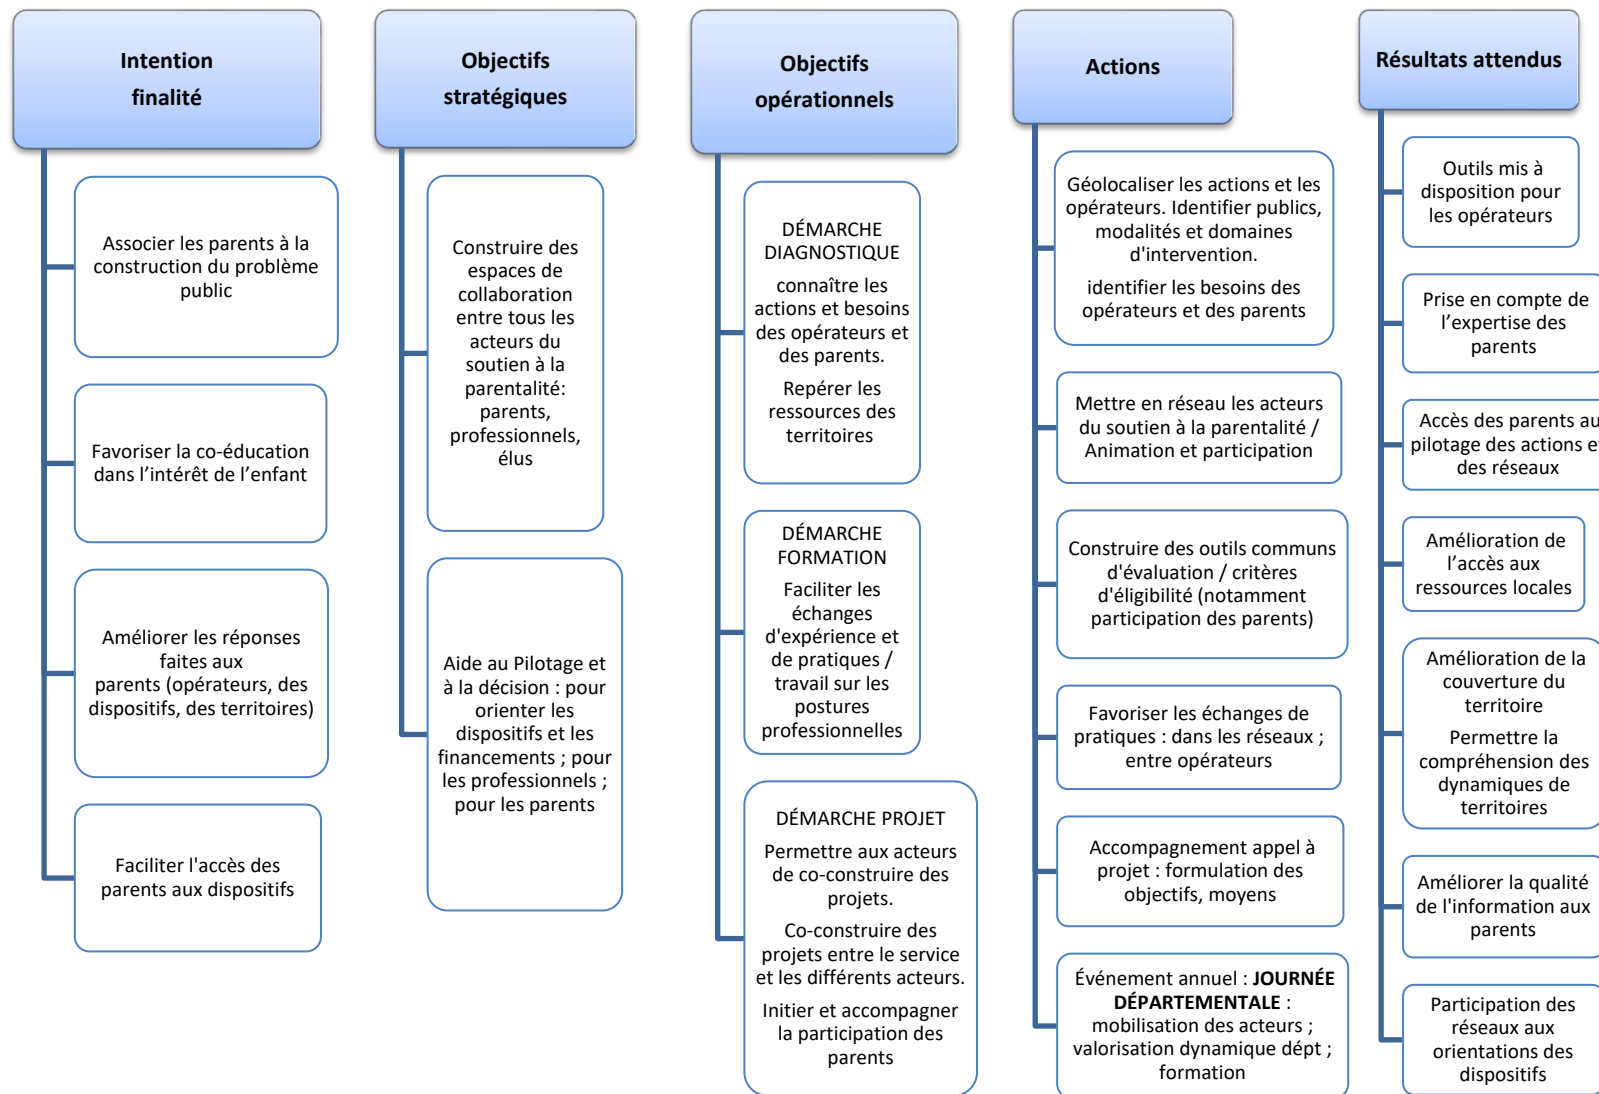 Intention
finalité
Associer les parents à la
construction du problème
public
Favoriser la co-éducation
dans l’intérêt de l’enfant
Améliorer les réponses
faites aux
parents (opérateurs, des
dispositifs, des territoires)
Faciliter l'accès des
parents aux dispositifs
Objectifs
stratégiques
Construire des
espaces de
collaboration
entre tous les
acteurs du
soutien à la
parentalité:
parents,
professionnels,
élus
Aide au Pilotage et
à la décision : pour
orienter les
dispositifs et les
financements ; pour
les professionnels ;
pour les parents
Objectifs
opérationnels
DÉMARCHE
DIAGNOSTIQUE
connaître les
actions et besoins
des opérateurs et
des parents.
Repérer les
ressources des
territoires
DÉMARCHE
FORMATION
Faciliter les
échanges
d'expérience et
de pratiques /
travail sur les
postures
professionnelles
DÉMARCHE PROJET
Permettre aux acteurs
de co-construire des
projets.
Co-construire des
projets entre le service
et les différents acteurs.
Initier et accompagner
la participation des
parents
Actions
Géolocaliser les actions et les
opérateurs. Identifier publics,
modalités et domaines
d'intervention.
identifier les besoins des
opérateurs et des parents
Mettre en réseau les acteurs
du soutien à la parentalité /
Animation et participation
Construire des outils communs
d'évaluation / critères
d'éligibilité (notamment
participation des parents)
Favoriser les échanges de
pratiques : dans les réseaux ;
entre opérateurs
Accompagnement appel à
projet : formulation des
objectifs, moyens
Événement annuel : JOURNÉE
DÉPARTEMENTALE :
mobilisation des acteurs ;
valorisation dynamique dépt ;
formation
Résultats attendus
Outils mis à
disposition pour
les opérateurs
Prise en compte de
l’expertise des
parents
Accès des parents au
pilotage des actions et
des réseaux
Amélioration de
l’accès aux
ressources locales
Amélioration de la
couverture du
territoire
Permettre la
compréhension des
dynamiques de
territoires
Améliorer la qualité
de l'information aux
parents
Participation des
réseaux aux
orientations des
dispositifs